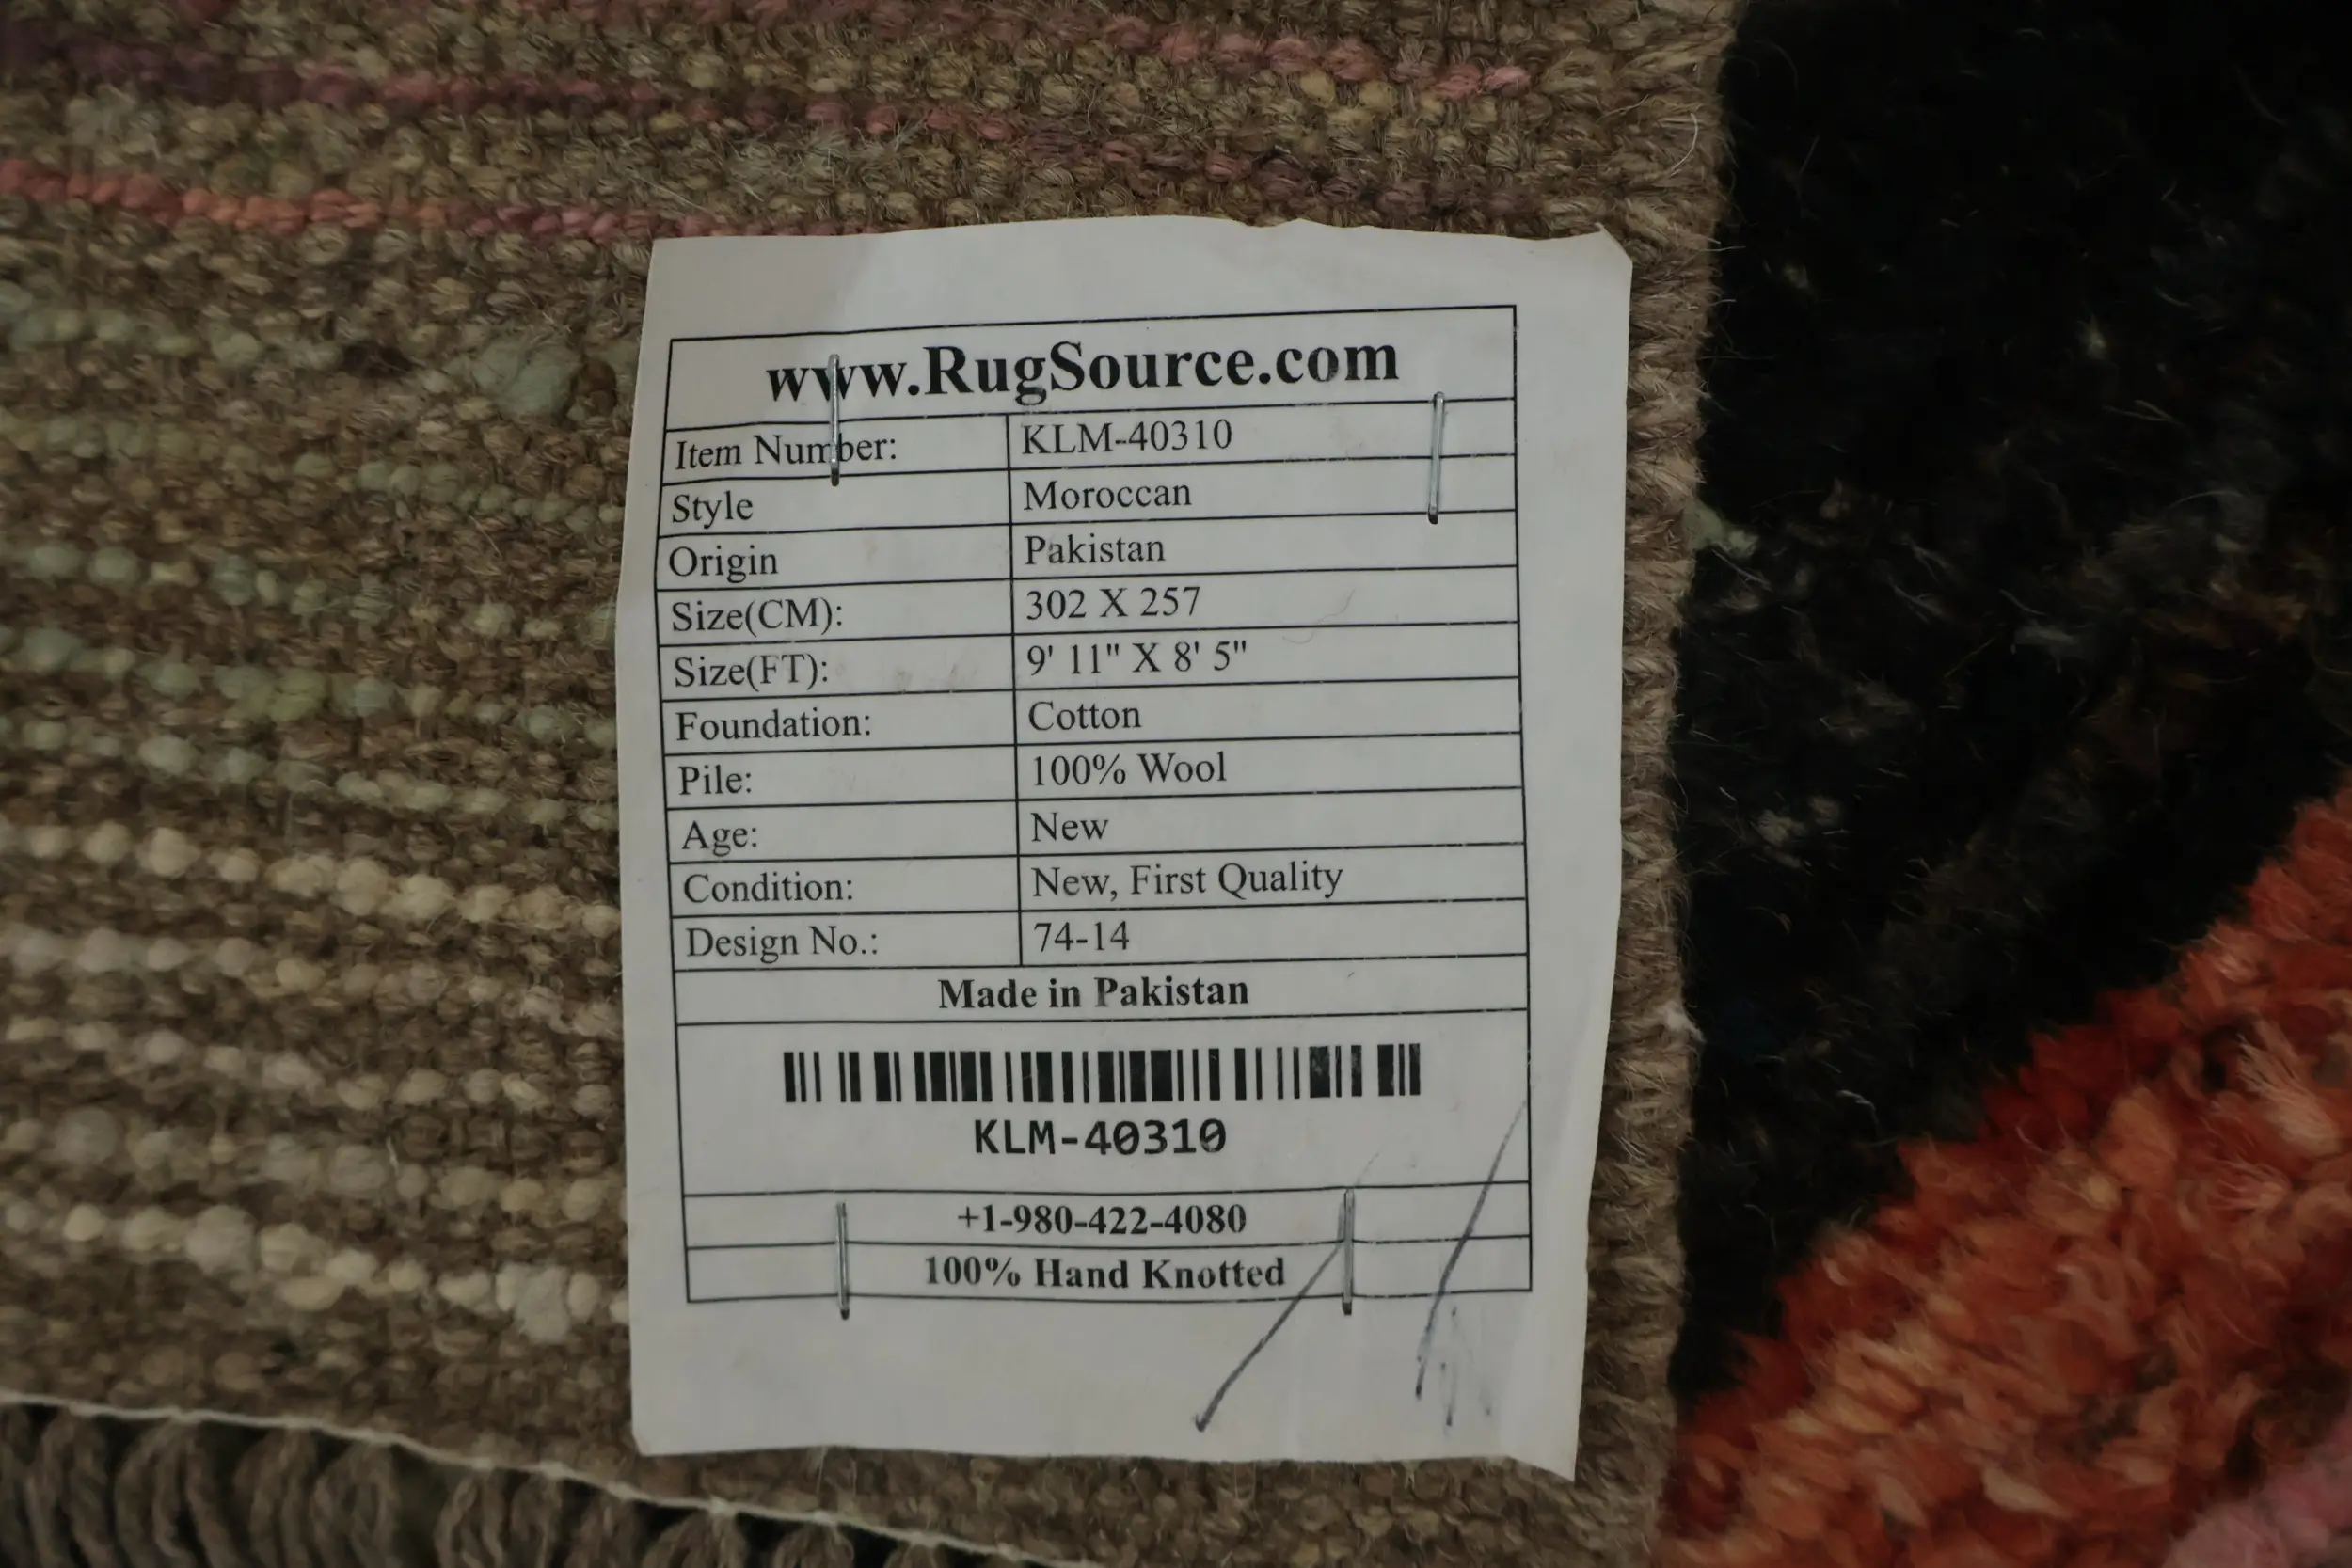 www.RugSource.com
Item Number: KLM-40310
Style Moroccan
Origin Pakistan
Size(CM): 302 X 257
Size(FT): 9' 11" X 8' 5"
Foundation: Cotton
Pile: 100% Wool
Age: New
Condition: New, First Quality
Design No.: 74-14
Made in Pakistan
KLM-40310
+1-980-422-4080
100% Hand Knotted